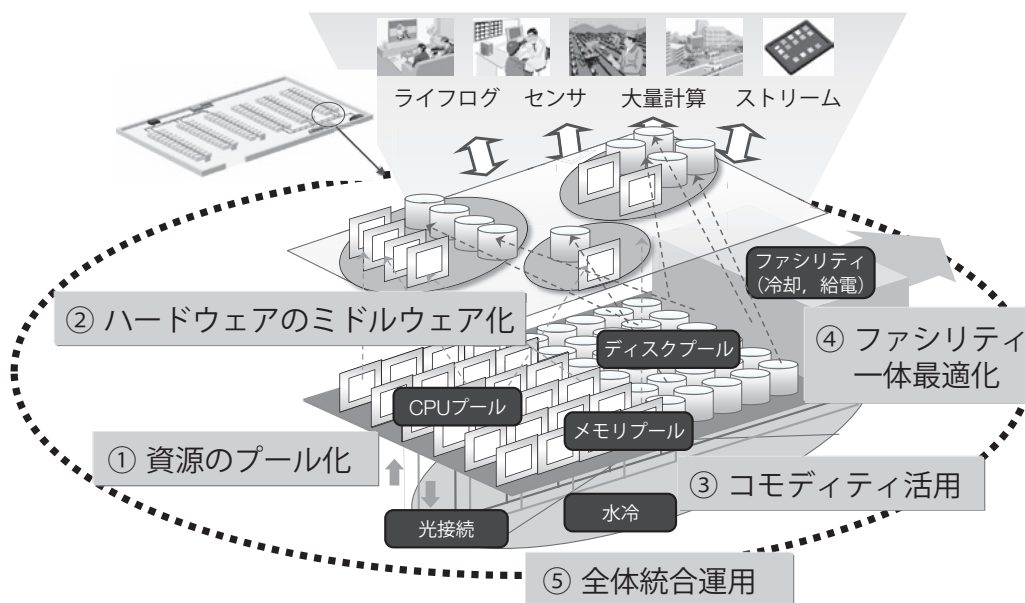 ライフログ センサ 大量計算 ストリーム
ファシリティ
（冷却，給電）
② ハードウェアのミドルウェア化
ディスクプール
④ ファシリティ
一体最適化
CPUプール
メモリプール
① 資源のプール化
③ コモディティ活用
光接続
水冷
⑤ 全体統合運用